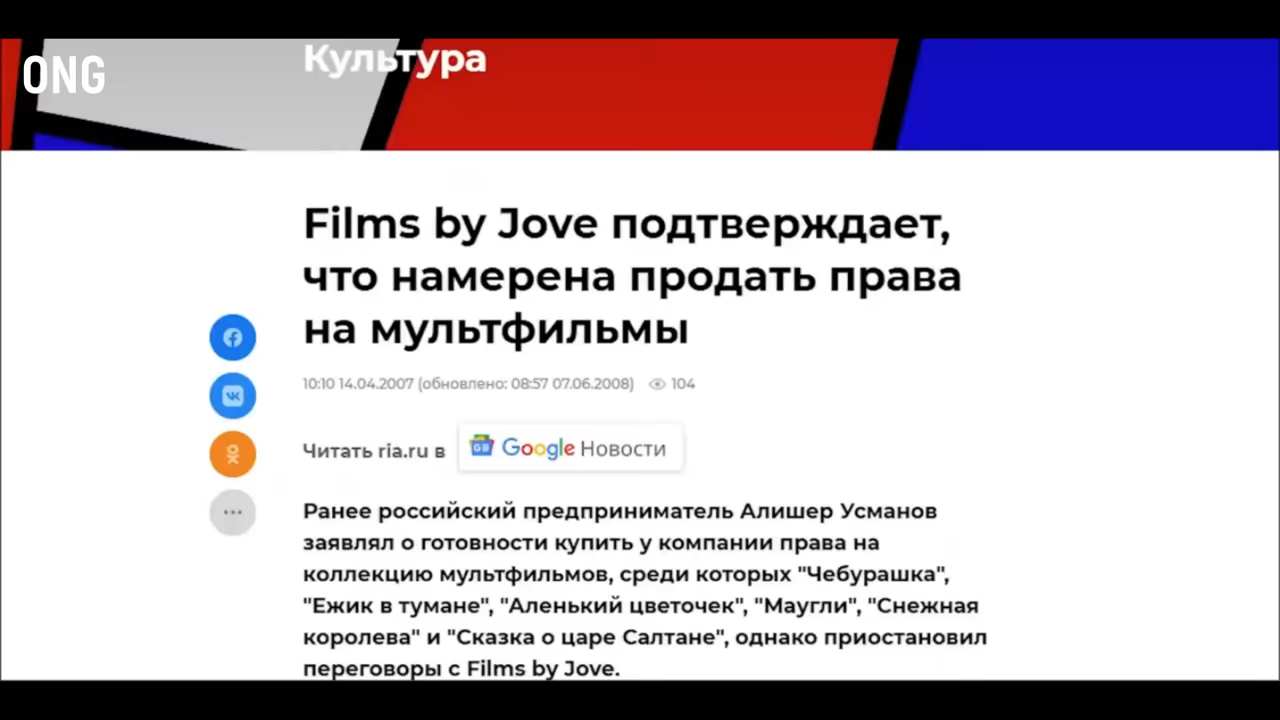 ONG
Культура
Films by Jove подтверждает,
что намерена продать права
на мультфильмы
10:10 14.04.2007 (обновлено: 08:57 07.06.2008) 104
Читать ria.ru в Google Новости
Ранее российский предприниматель Алишер Усманов
заявлял о готовности купить у компании права на
коллекцию мультфильмов, среди которых "Чебурашка",
"Ежик в тумане", "Аленький цветочек", "Маугли", "Снежная
королева" и "Сказка о царе Салтане", однако приостановил
переговоры с Films by Jove.